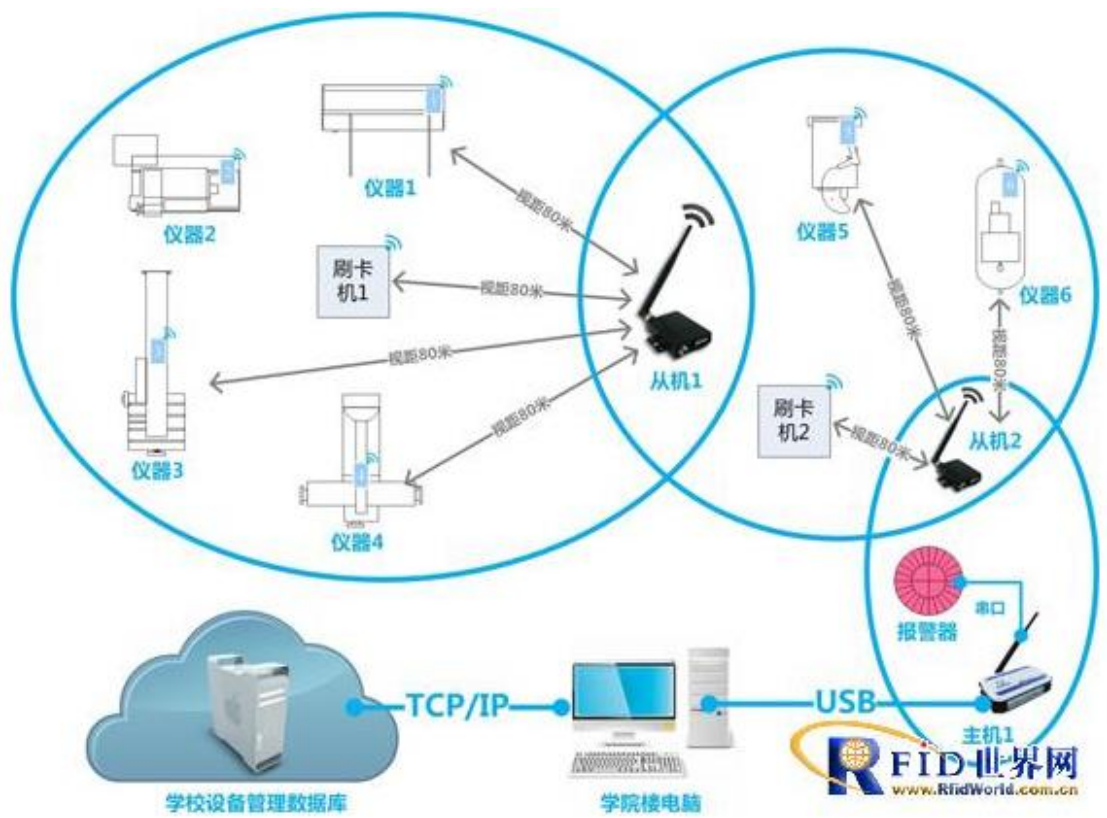 仪器1
仪器2
视距80米
仪器5
刷卡
机1
视距80米
视距80米
仪器6
视距80米
视距80米
从机1
视距80米
刷卡
机2
从机2
视距80米
仪器3
仪器4
报警器
串口
TCP/IP
USB
主机1
RFID世界网
www.RfidWorld.com.cn
学校设备管理数据库
学院楼电脑